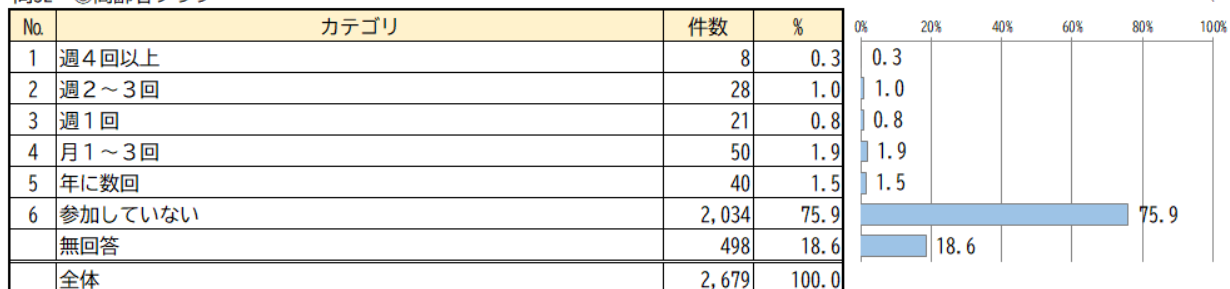 No. カテゴリ 件数 % 0% 20% 40% 60% 80% 100%
1 週4回以上 8 0.3 0.3
2 週2~3回 28 1.0 1.0
3 週1回 21 0.8 0.8
4 月1~3回 50 1.9 1.9
5 年に数回 40 1.5 1.5
6 参加していない 2,034 75.9 75.9
無回答 498 18.6 18.6
全体 2,679 100.0